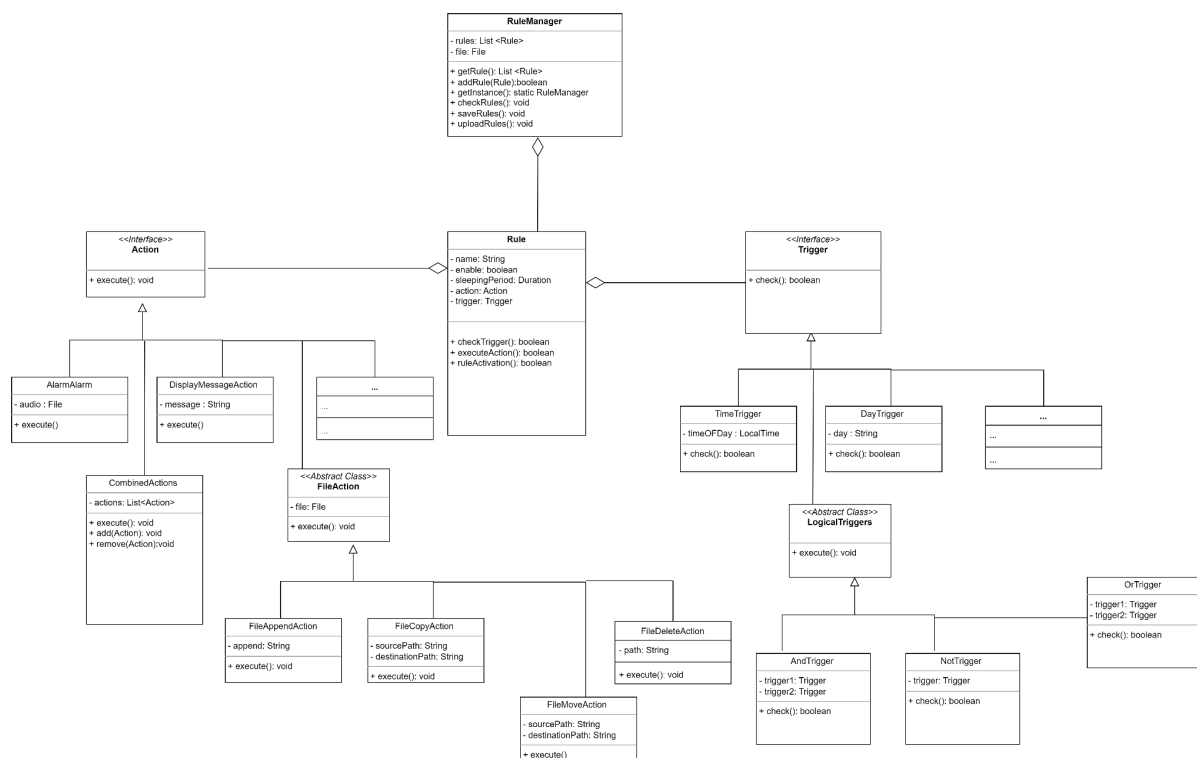 RuleManager
- rules: List <Rule>
- file: File
+ getRule(): List <Rule>
+ addRule(Rule):boolean
+ getInstance(): static RuleManager
+ checkRules(): void
+ saveRules(): void
+ uploadRules(): void
<<Interface>>
Action
+ execute(): void
Rule
- name: String
- enable: boolean
- sleepingPeriod: Duration
- action: Action
- trigger: Trigger
+ checkTrigger(): boolean
+ executeAction(): boolean
+ ruleActivation(): boolean
<<Interface>>
Trigger
+ check(): boolean
AlarmAlarm
- audio : File
+ execute()
DisplayMessageAction
- message : String
+ execute()
...
...
...
TimeTrigger
- timeOFDay : LocalTime
+ check(): boolean
DayTrigger
- day : String
+ check(): boolean
...
...
...
CombinedActions
- actions: List<Action>
+ execute(): void
+ add(Action): void
+ remove(Action):void
<<Abstract Class>>
FileAction
- file: File
+ execute(): void
<<Abstract Class>>
LogicalTriggers
+ execute(): void
OrTrigger
- trigger1: Trigger
- trigger2: Trigger
+ check(): boolean
FileAppendAction
- append: String
+ execute(): void
FileCopyAction
- sourcePath: String
- destinationPath: String
+ execute(): void
FileDeleteAction
- path: String
+ execute(): void
AndTrigger
- trigger1: Trigger
- trigger2: Trigger
+ check(): boolean
NotTrigger
- trigger: Trigger
+ check(): boolean
FileMoveAction
- sourcePath: String
- destinationPath: String
+ execute()